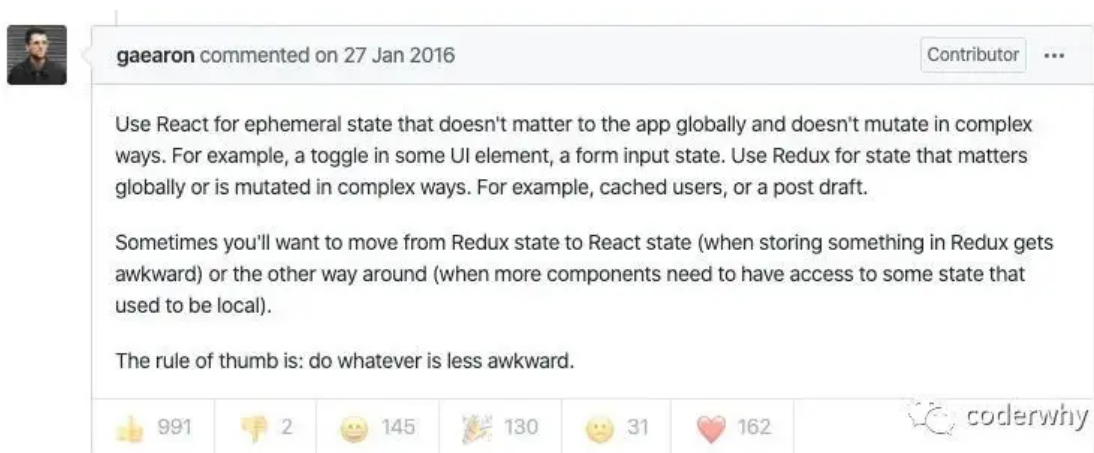 gaearon commented on 27 Jan 2016
Contributor
Use React for ephemeral state that doesn't matter to the app globally and doesn't mutate in complex
ways. For example, a toggle in some UI element, a form input state. Use Redux for state that matters
globally or is mutated in complex ways. For example, cached users, or a post draft.
Sometimes you'll want to move from Redux state to React state (when storing something in Redux gets
awkward) or the other way around (when more components need to have access to some state that
used to be local).
The rule of thumb is: do whatever is less awkward.
991 2 145 130 31 162
coderwhy